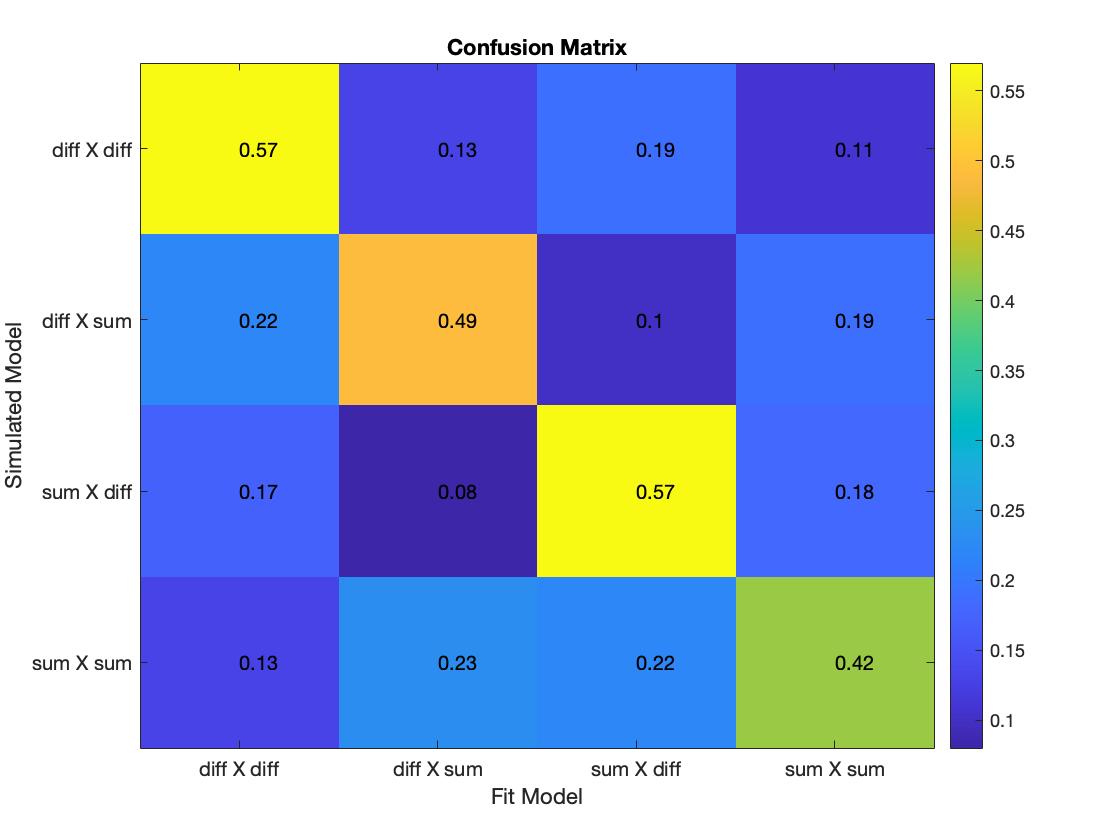 Confusion Matrix
Simulated Model
diff X diff
0.57
0.13
0.19
0.11
diff X sum
0.22
0.49
0.1
0.19
sum X diff
0.17
0.08
0.57
0.18
sum X sum
0.13
0.23
0.22
0.42
diff X diff
diff X sum
sum X diff
sum X sum
Fit Model
0.55
0.5
0.45
0.4
0.35
0.3
0.25
0.2
0.15
0.1